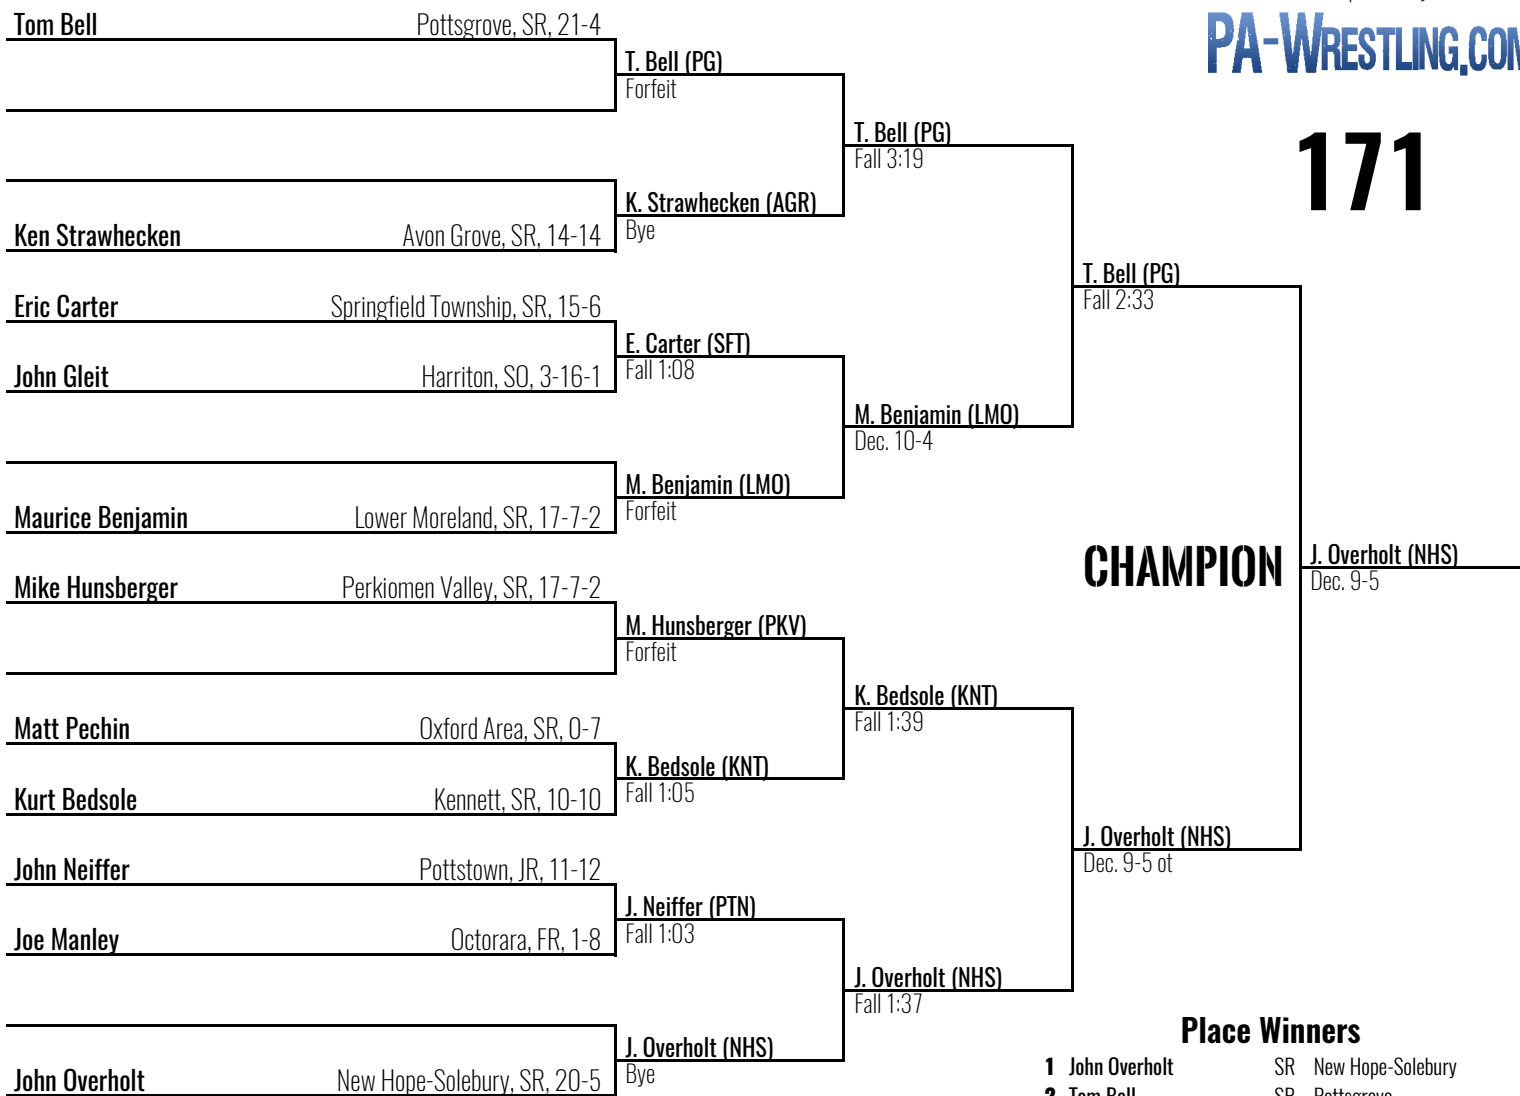 Tom Bell Pottsgrove, SR, 21-4
T. Bell (PG)
Forfeit
K. Strawhecken (AGR)
Bye
Ken Strawhecken Avon Grove, SR, 14-14
T. Bell (PG)
Fall 3:19
Eric Carter Springfield Township, SR, 15-6
E. Carter (SFT)
Fall 1:08
John Gleit Harriton, SO, 3-16-1
M. Benjamin (LMO)
Dec. 10-4
M. Benjamin (LMO)
Forfeit
Maurice Benjamin Lower Moreland, SR, 17-7-2
T. Bell (PG)
Fall 2:33
Mike Hunsberger Perkiomen Valley, SR, 17-7-2
M. Hunsberger (PKV)
Forfeit
K. Bedsole (KNT)
Fall 1:39
Matt Pechin Oxford Area, SR, 0-7
K. Bedsole (KNT)
Fall 1:05
Kurt Bedsole Kennett, SR, 10-10
John Neiffer Pottstown, JR, 11-12
J. Neiffer (PTN)
Fall 1:03
Joe Manley Octorara, FR, 1-8
J. Overholt (NHS)
Fall 1:37
J. Overholt (NHS)
Bye
John Overholt New Hope-Solebury, SR, 20-5
J. Overholt (NHS)
Dec. 9-5 ot
PA-WRESTLING.COM
171
CHAMPION
J. Overholt (NHS)
Dec. 9-5
Place Winners
1 John Overholt SR New Hope-Solebury
2 Tom Bell SR Pottsgrove